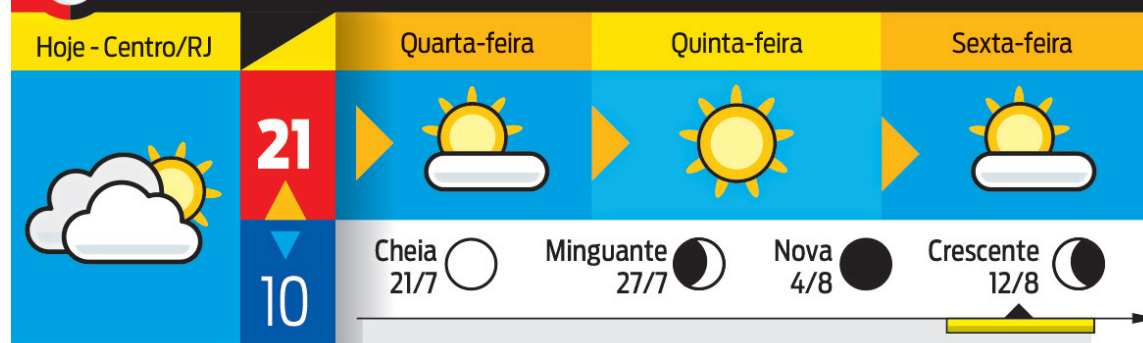 Hoje - Centro/RJ
21
10
Quarta-feira
Quinta-feira
Sexta-feira
Cheia
21/7
Minguante
27/7
Nova
4/8
Crescente
12/8